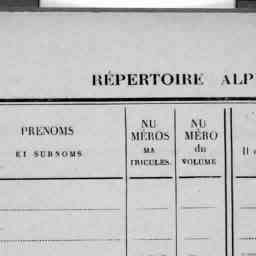 RÉPERTOIRE ALP
PRENOMS
ET SURNOMS
NU
MÉROS
MA
TRICULES.
NU
MÉRO
du
VOLUME
Il